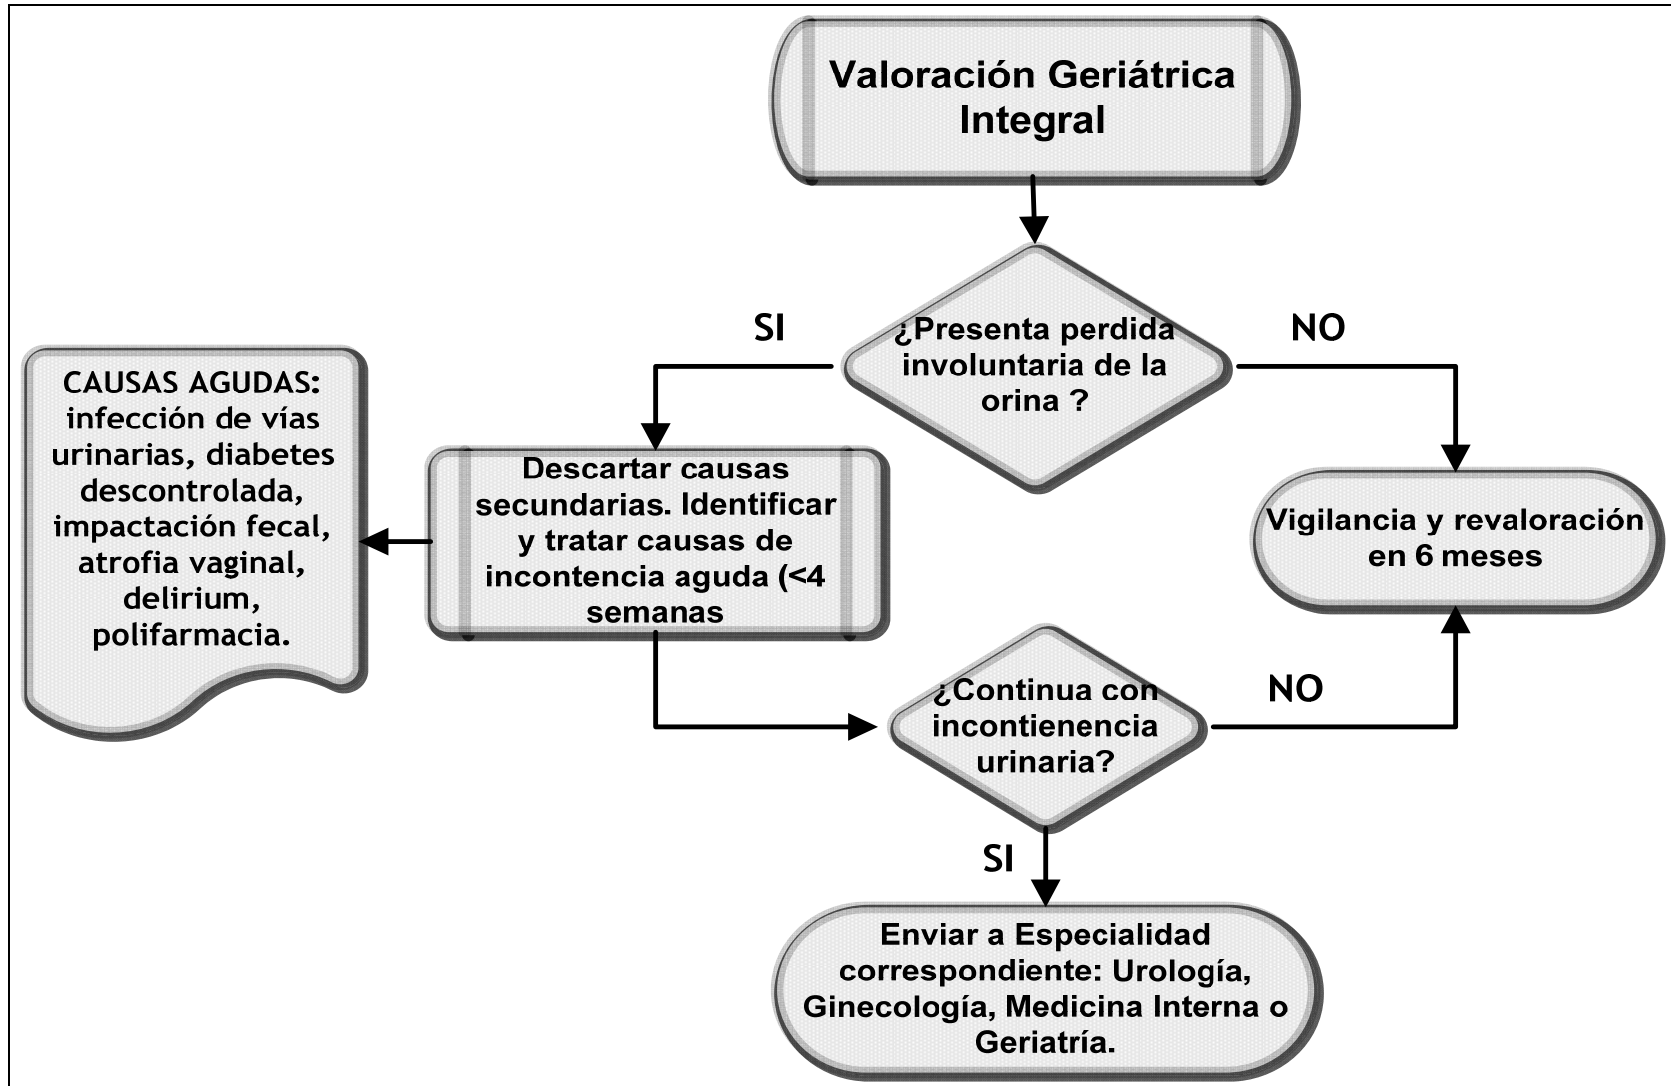 Valoración Geriátrica
Integral
¿Presenta perdida
involuntaria de la
orina ?
SI
NO
CAUSAS AGUDAS:
infección de vías
urinarias, diabetes
descontrolada,
impactación fecal,
atrofia vaginal,
delirium,
polifarmacia.
Descartar causas
secundarias. Identificar
y tratar causas de
incontencia aguda (<4
semanas
Vigilancia y revaloración
en 6 meses
¿Continua con
incontienencia
urinaria?
NO
SI
Enviar a Especialidad
correspondiente: Urología,
Ginecología, Medicina Interna o
Geriatría.